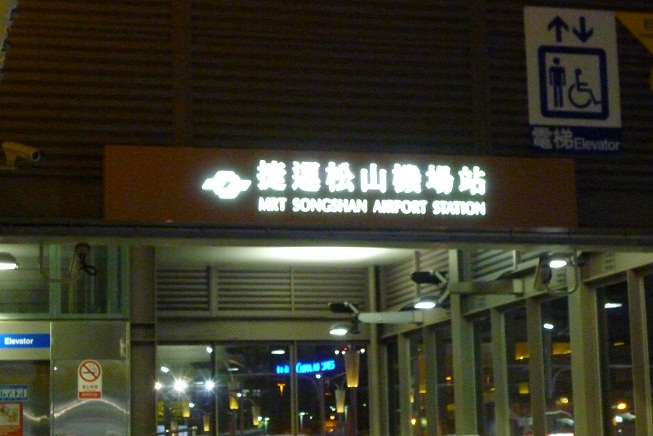 電梯Elevator
捷運松山機場站
MRT SONGSHAN AIRPORT STATION
Elevator